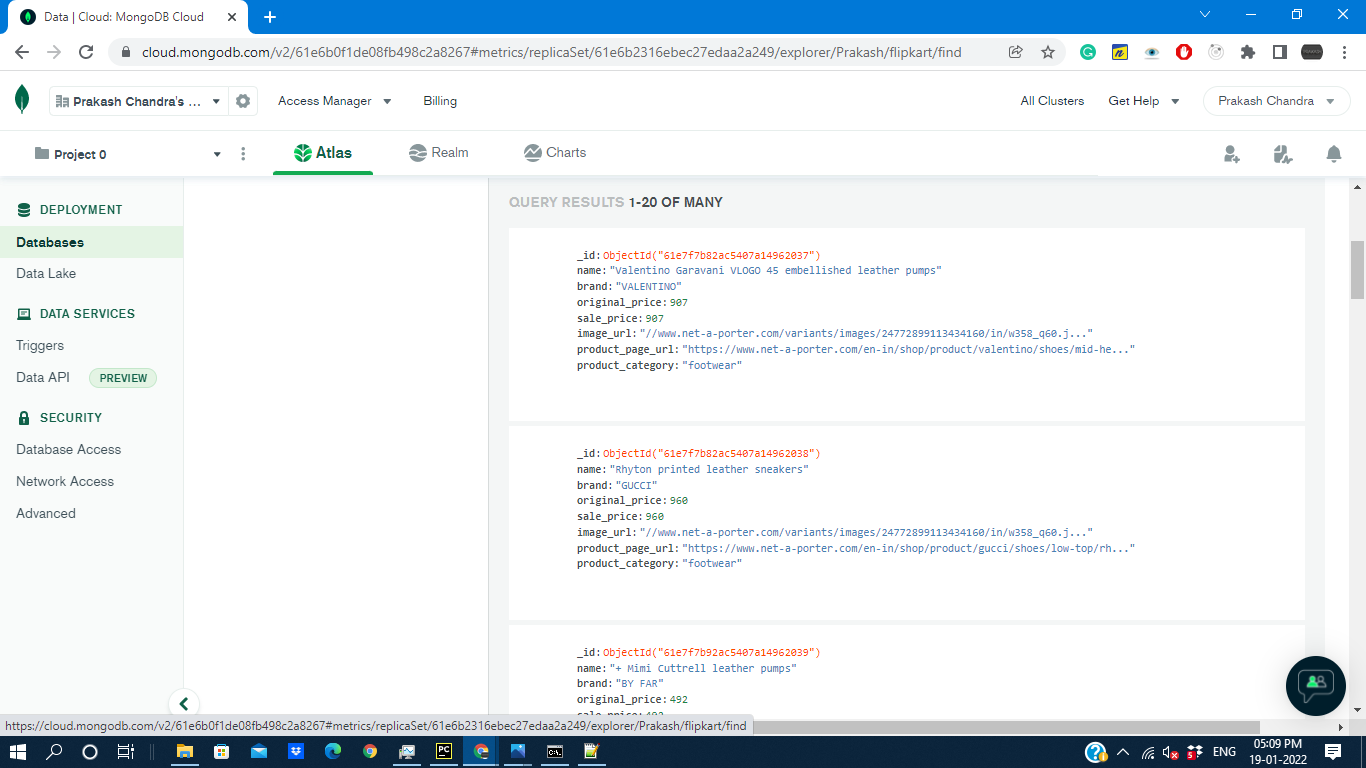 Data | Cloud: MongoDB Cloud
cloud.mongodb.com/v2/61e6b0f1de08fb498c2a8267#metrics/replicaSet/61e6b2316ebec27edaa2a249/explorer/Prakash/flipkart/find
Prakash Chandra's ...
Access Manager
Billing
All Clusters
Get Help
Prakash Chandra
Project 0
Atlas
Realm
Charts
DEPLOYMENT
Databases
Data Lake
DATA SERVICES
Triggers
Data API PREVIEW
SECURITY
Database Access
Network Access
Advanced
QUERY RESULTS 1-20 OF MANY
_id: ObjectId("61e7f7b82ac5407a14962037")
name: "Valentino Garavani VLOGO 45 embellished leather pumps"
brand: "VALENTINO"
original_price: 907
sale_price: 907
image_url: "//www.net-a-porter.com/variants/images/24772899113434160/in/w358_q60.j..."
product_page_url: "https://www.net-a-porter.com/en-in/shop/product/valentino/shoes/mid-he..."
product_category: "footwear"
_id: ObjectId("61e7f7b82ac5407a14962038")
name: "Rhyton printed leather sneakers"
brand: "GUCCI"
original_price: 960
sale_price: 960
image_url: "//www.net-a-porter.com/variants/images/24772899113434160/in/w358_q60.j..."
product_page_url: "https://www.net-a-porter.com/en-in/shop/product/gucci/shoes/low-top/rh..."
product_category: "footwear"
_id: ObjectId("61e7f7b92ac5407a14962039")
name: "+ Mimi Cuttrell leather pumps"
brand: "BY FAR"
original_price: 492
sale_price: 492
https://cloud.mongodb.com/v2/61e6b0f1de08fb498c2a8267#metrics/replicaSet/61e6b2316ebec27edaa2a249/explorer/Prakash/flipkart/find
ENG
05:09 PM
19-01-2022